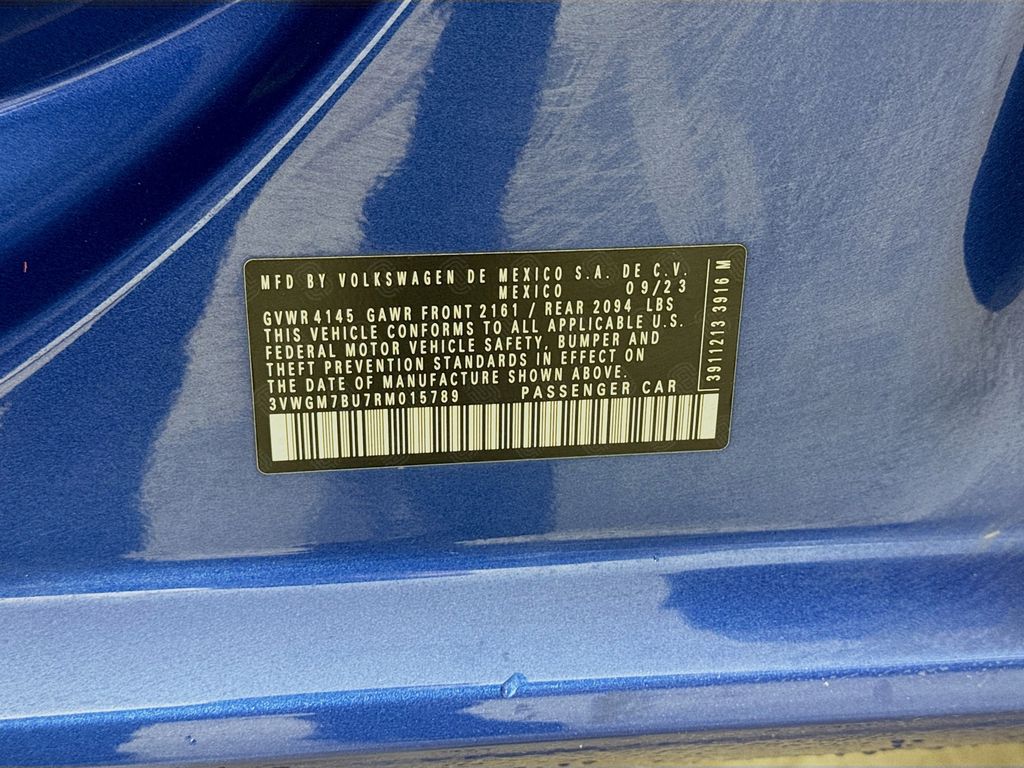 MFD BY VOLKSWAGEN DE MEXICO S.A. DE C.V.
MEXICO 09/23
GVWR 4145 GAWR FRONT 2161 / REAR 2094 LBS
THIS VEHICLE CONFORMS TO ALL APPLICABLE U.S.
FEDERAL MOTOR VEHICLE SAFETY, BUMPER AND
THEFT PREVENTION STANDARDS IN EFFECT ON
THE DATE OF MANUFACTURE SHOWN ABOVE.
3VWGM7BU7RM015789 PASSENGER CAR
3911213 3916 M